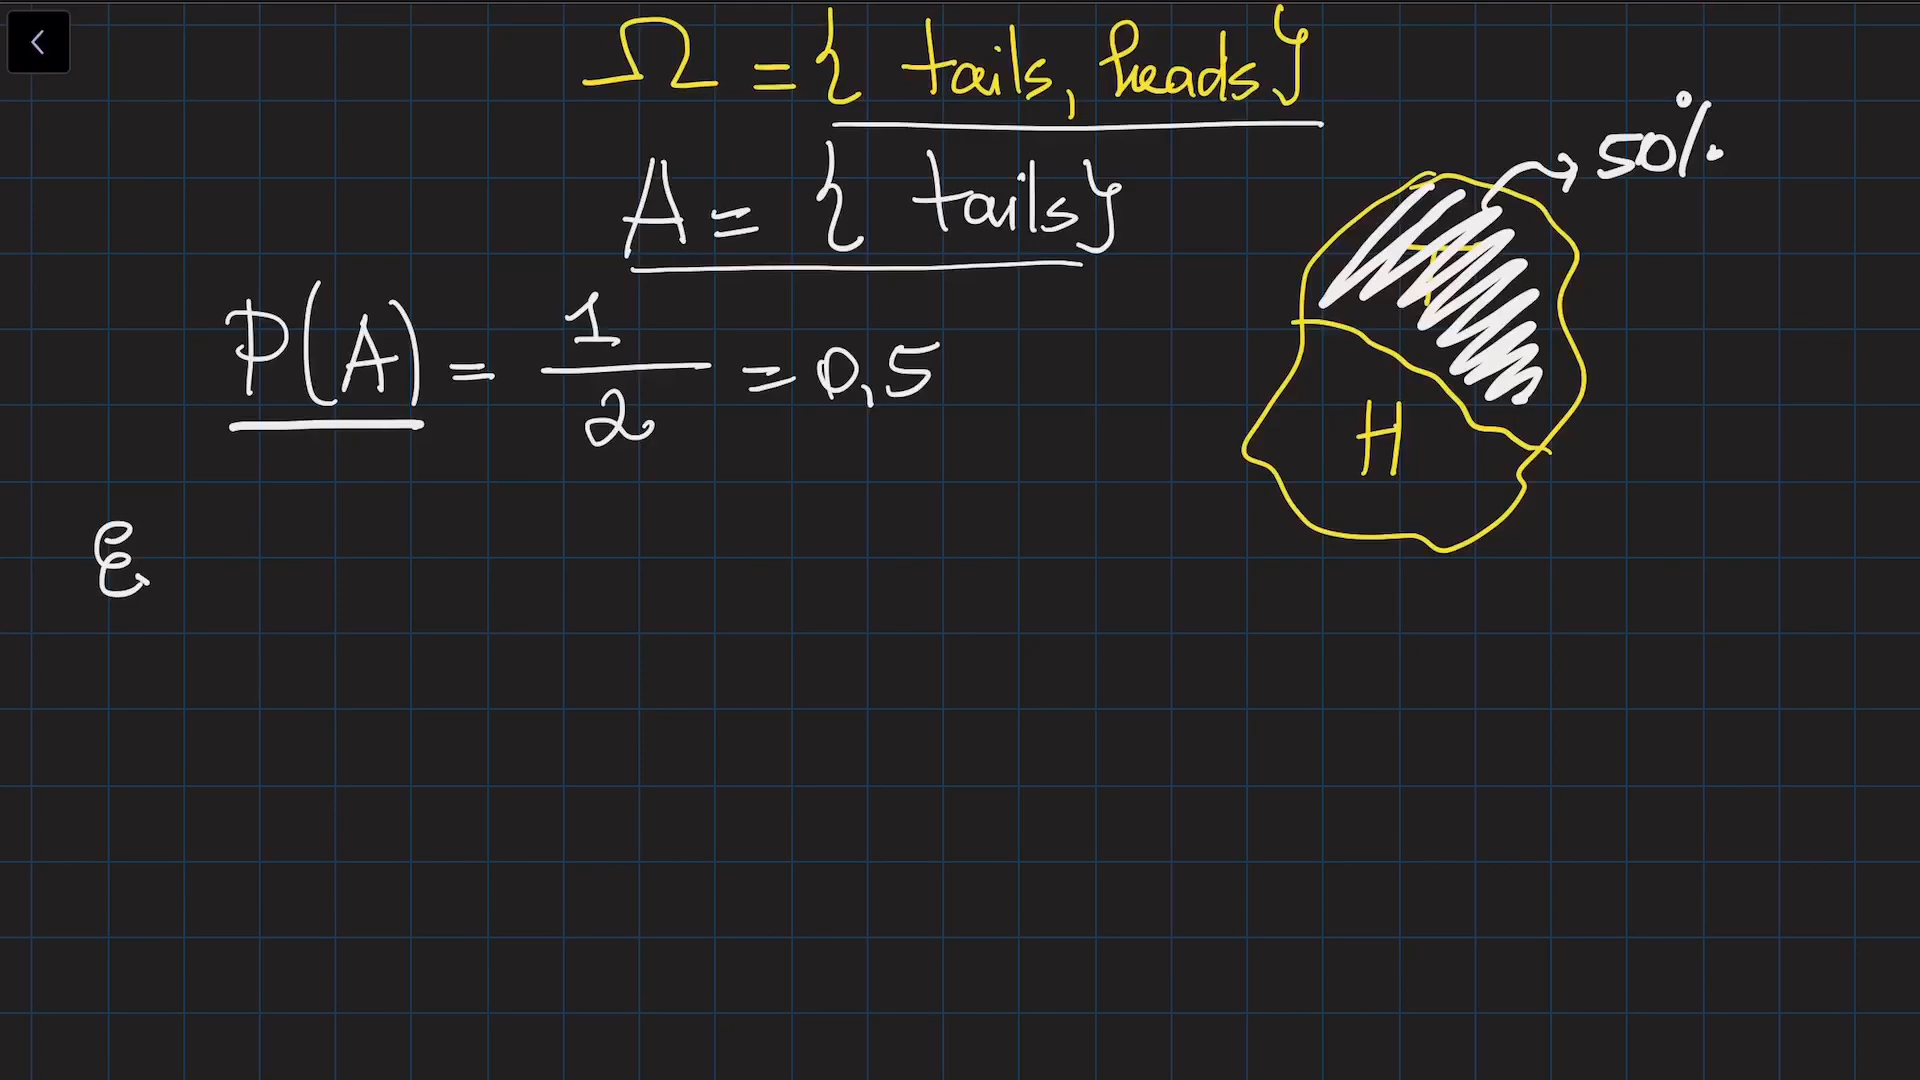 Ω = { tails, heads}
50%
A = { tails}
T
P(A) = 1/2 = 0,5
H